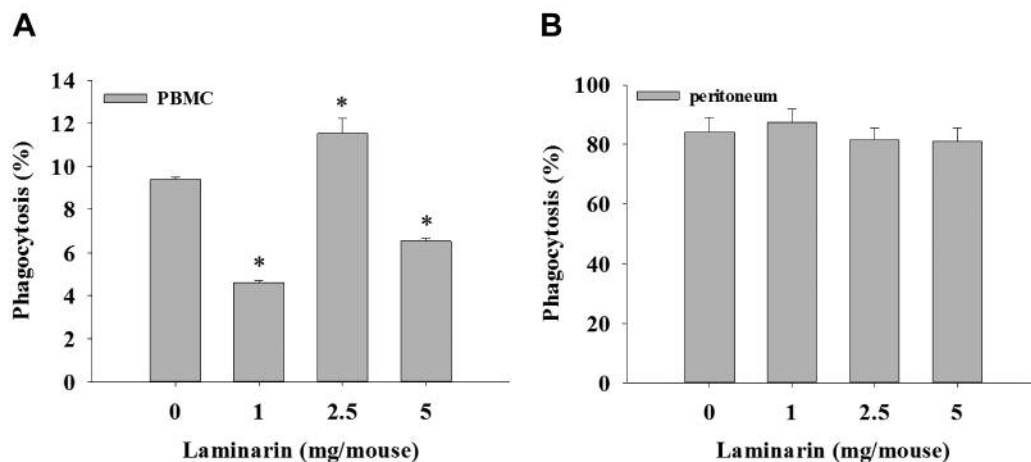 A
14
12
10
8
6
4
2
0
Phagocytosis (%)
PBMC
*
*
*
0 1 2.5 5
Laminarin (mg/mouse)
B
100
80
60
40
20
0
Phagocytosis (%)
peritoneum
0 1 2.5 5
Laminarin (mg/mouse)